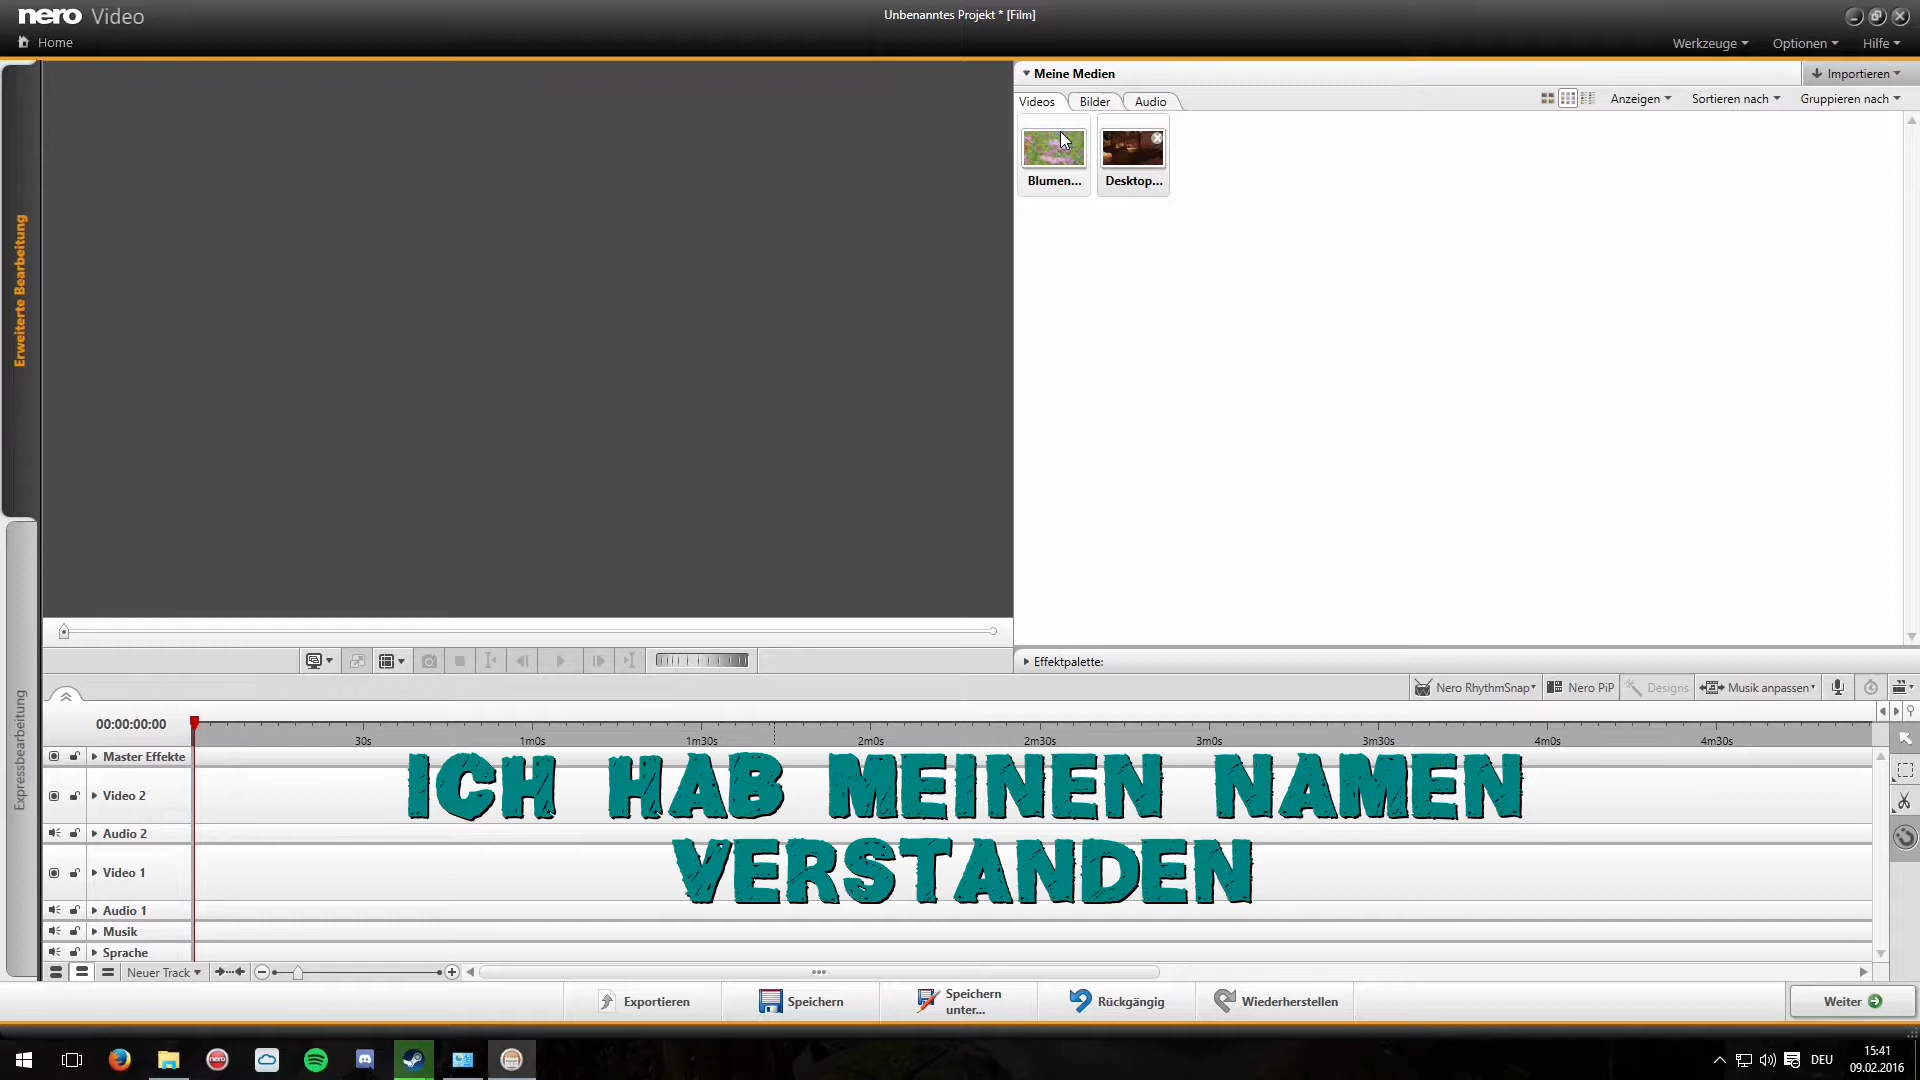 nero Video
Unbenanntes Projekt * [Film]
Home
Werkzeuge
Optionen
Hilfe
Erweiterte Bearbeitung
Expressbearbeitung
Meine Medien
Importieren
Videos
Bilder
Audio
Anzeigen
Sortieren nach
Gruppieren nach
Blumen...
Desktop...
Effektpalette:
Nero RhythmSnap
Nero PiP
Designs
Musik anpassen
00:00:00:00
30s
1m0s
1m30s
2m0s
2m30s
3m0s
3m30s
4m0s
4m30s
Master Effekte
Video 2
Audio 2
Video 1
Audio 1
Musik
Sprache
ICH HAB MEINEN NAMEN
VERSTANDEN
Neuer Track
Exportieren
Speichern
Speichern
unter...
Rückgängig
Wiederherstellen
Weiter
nero
DEU
15:41
09.02.2016